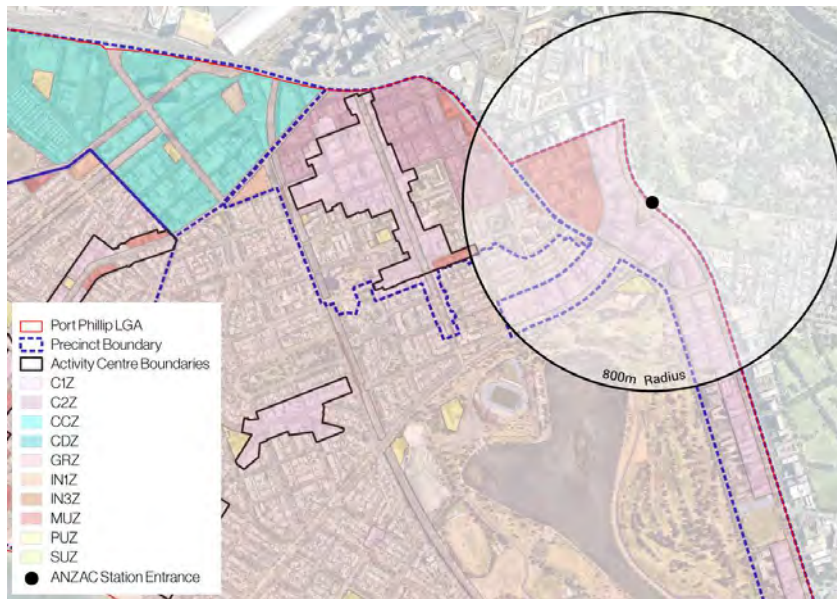 800m Radius
Port Phillip LGA
Precinct Boundary
Activity Centre Boundaries
C1Z
C2Z
CCZ
CDZ
GRZ
IN1Z
IN3Z
MUZ
PUZ
SUZ
ANZAC Station Entrance